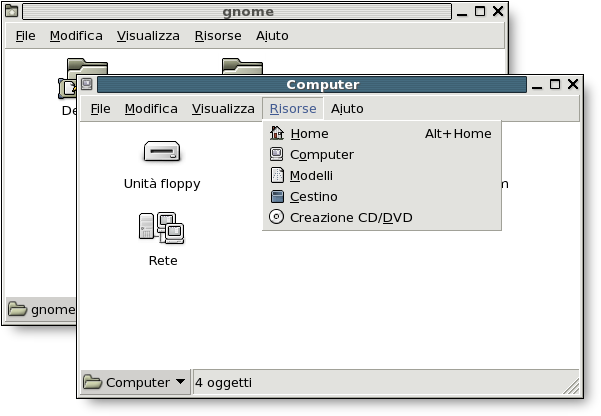 gnome
File Modifica Visualizza Risorse Aiuto
De
Computer
File Modifica Visualizza Risorse Aiuto
Home Alt+Home
Computer
Modelli
Cestino
Creazione CD/DVD
Unità floppy
m
Rete
gnome
Computer 4 oggetti